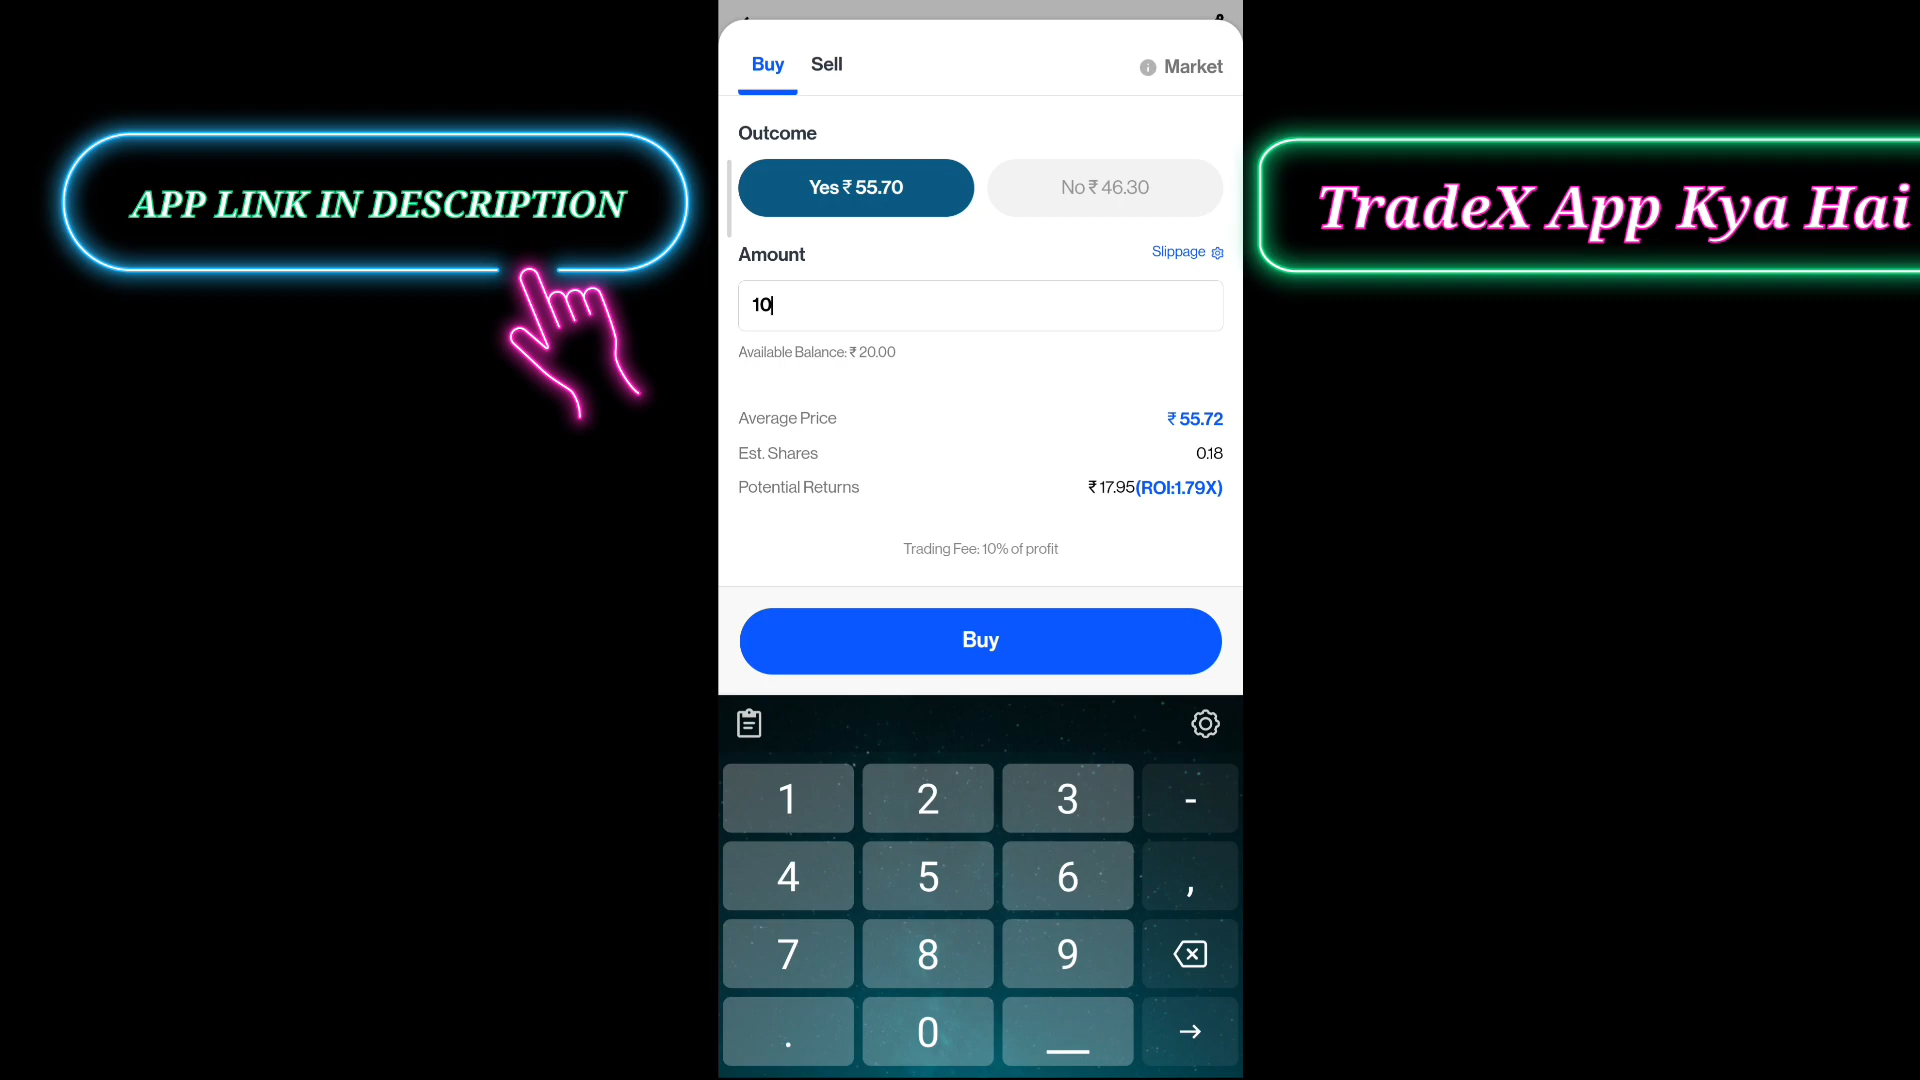 Buy Sell Market
Outcome
Yes ₹ 55.70 No ₹ 46.30
APP LINK IN DESCRIPTION
TradeX App Kya Hai
Amount Slippage
10
Available Balance: ₹ 20.00
Average Price ₹ 55.72
Est. Shares 0.18
Potential Returns ₹ 17.95(ROI:1.79X)
Trading Fee: 10% of profit
Buy
1 2 3 -
4 5 6 ,
7 8 9
. 0